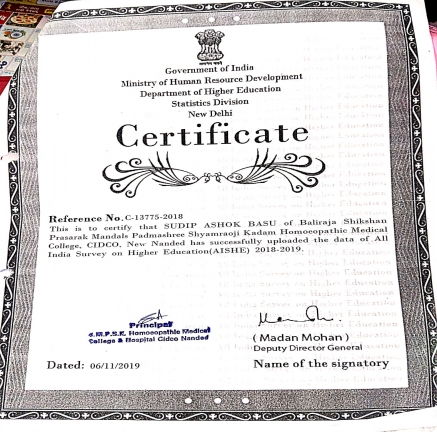 Government of India
Ministry of Human Resource Development
Department of Higher Education
Statistics Division
New Delhi
Certificate
Reference No.C-13775-2018
This is to certify that SUDIP ASHOK BASU of Baliraja Shikshan
Prasarak Mandals Padmashree Shyamraoji Kadam Homoeopathic Medical
College, CIDCO, New Nanded has successfully uploaded the data of All
India Survey on Higher Education(AISHE) 2018-2019.
Principal
d.M.P.S.K. Homoeopathic Medical
College & Hospital Cidco Nanded
( Madan Mohan )
Deputy Director General
Dated: 06/11/2019
Name of the signatory